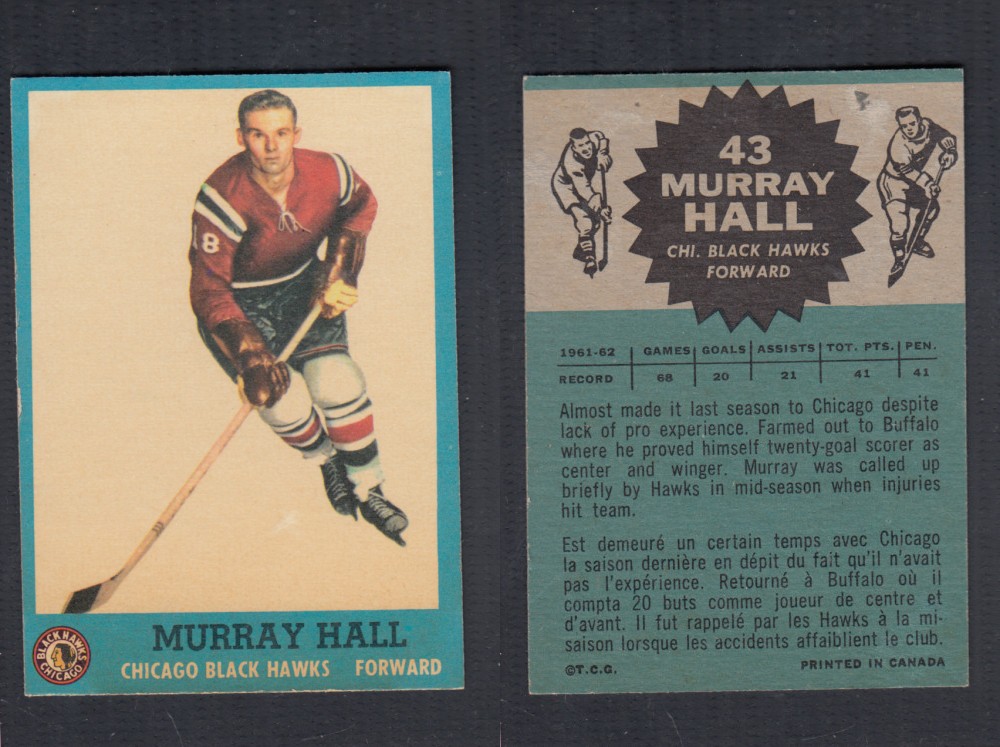 18
MURRAY HALL
CHICAGO BLACK HAWKS FORWARD
BLACK HAWKS
CHICAGO
43
MURRAY
HALL
CHI. BLACK HAWKS
FORWARD
1961-62 GAMES GOALS ASSISTS TOT. PTS. PEN.
RECORD 68 20 21 41 41
Almost made it last season to Chicago despite
lack of pro experience. Farmed out to Buffalo
where he proved himself twenty-goal scorer as
center and winger. Murray was called up
briefly by Hawks in mid-season when injuries
hit team.
Est demeuré un certain temps avec Chicago
la saison dernière en dépit du fait qu'il n'avait
pas l'expérience. Retourné à Buffalo où il
compta 20 buts comme joueur de centre et
d'avant. Il fut rappelé par les Hawks à la mi-
saison lorsque les accidents affaiblient le club.
©T.C.G. PRINTED IN CANADA